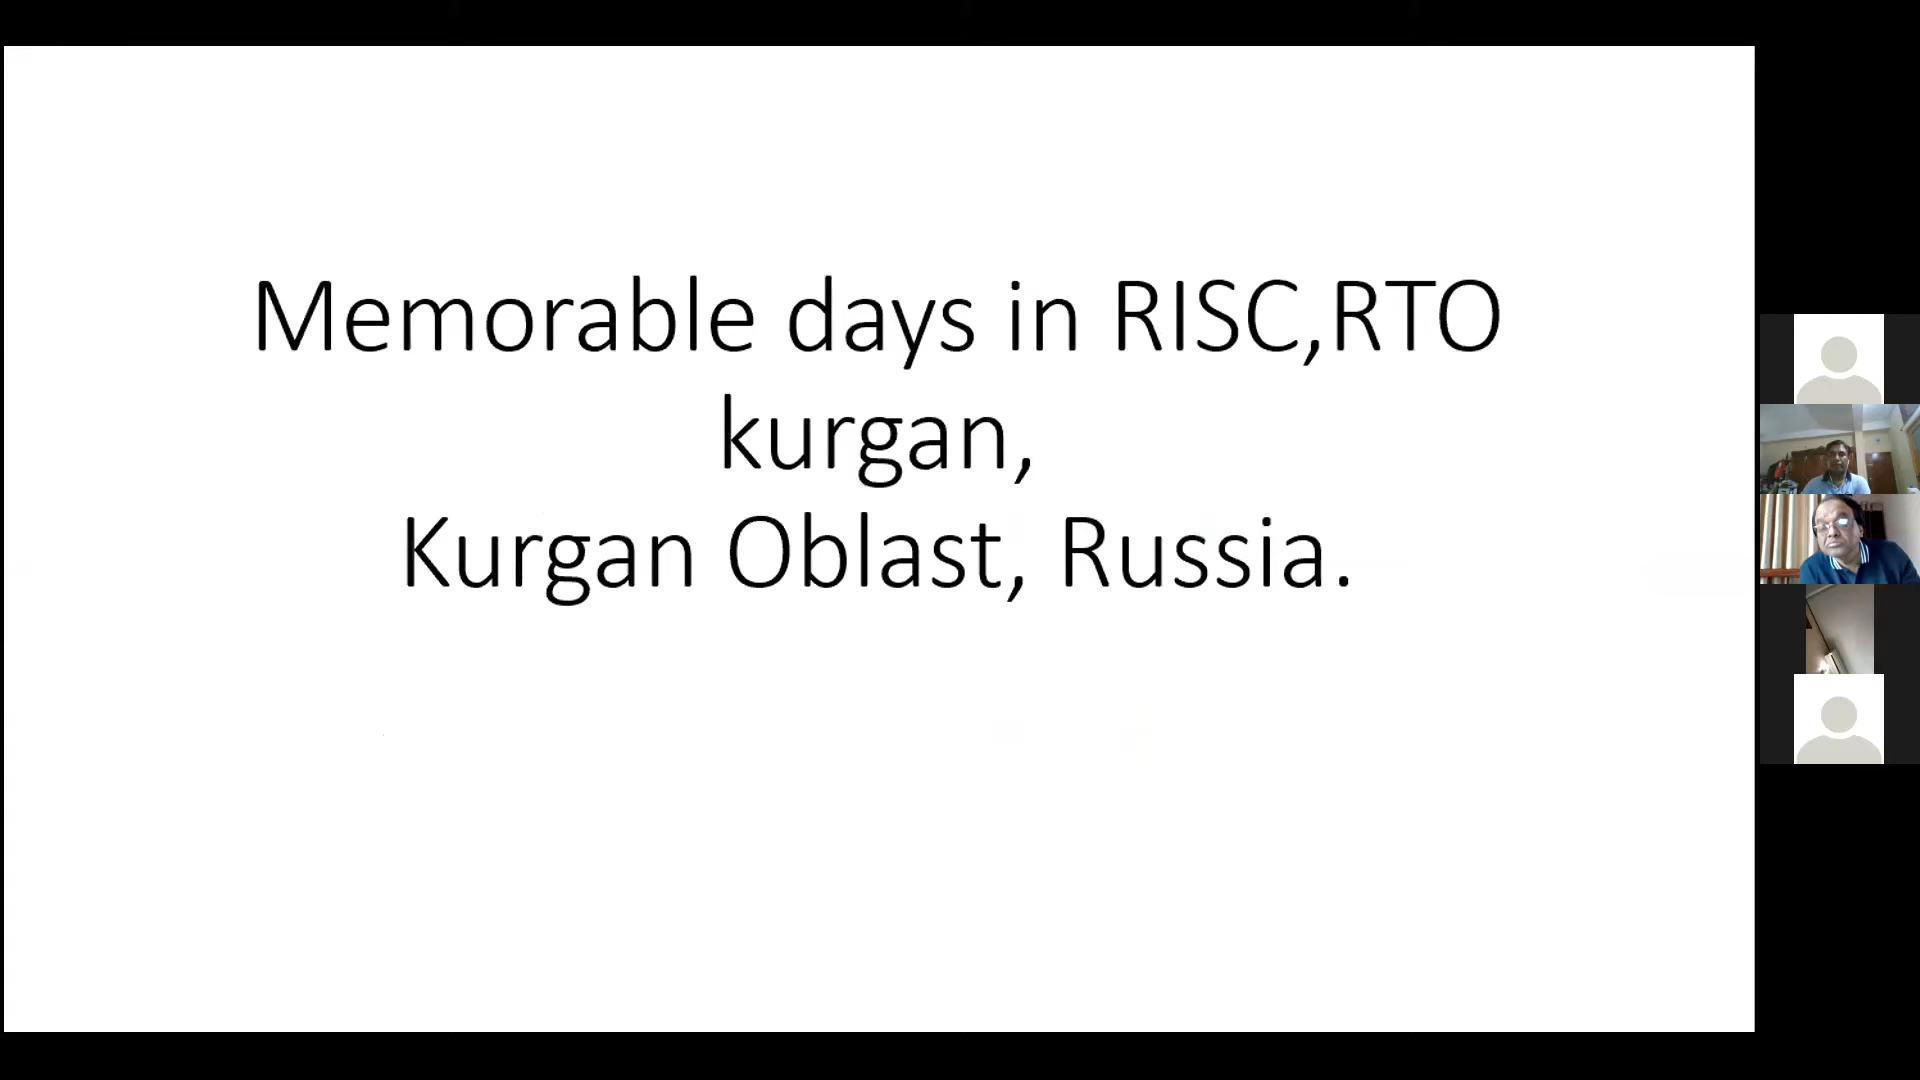 Memorable days in RISC,RTO
kurgan,
Kurgan Oblast, Russia.